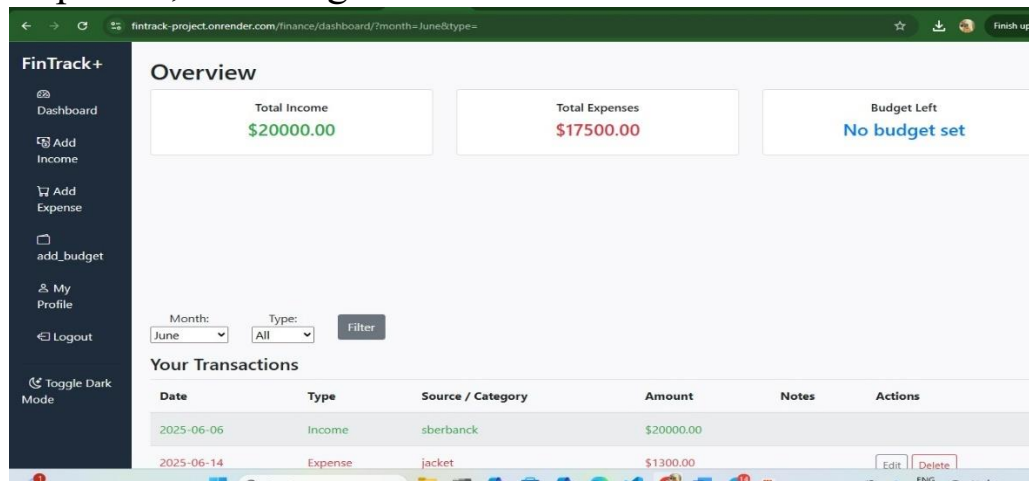 fintrack-project.onrender.com/finance/dashboard/?month=June&type=
Finish up
FinTrack+
Dashboard
Add
Income
Add
Expense
add_budget
My
Profile
Logout
Toggle Dark
Mode
Overview
Total Income
$20000.00
Total Expenses
$17500.00
Budget Left
No budget set
Month:
Type:
June
All
Filter
Your Transactions
Date Type Source / Category Amount Notes Actions
2025-06-06 Income sberbanck $20000.00
2025-06-14 Expense jacket $1300.00 Edit Delete
ENG